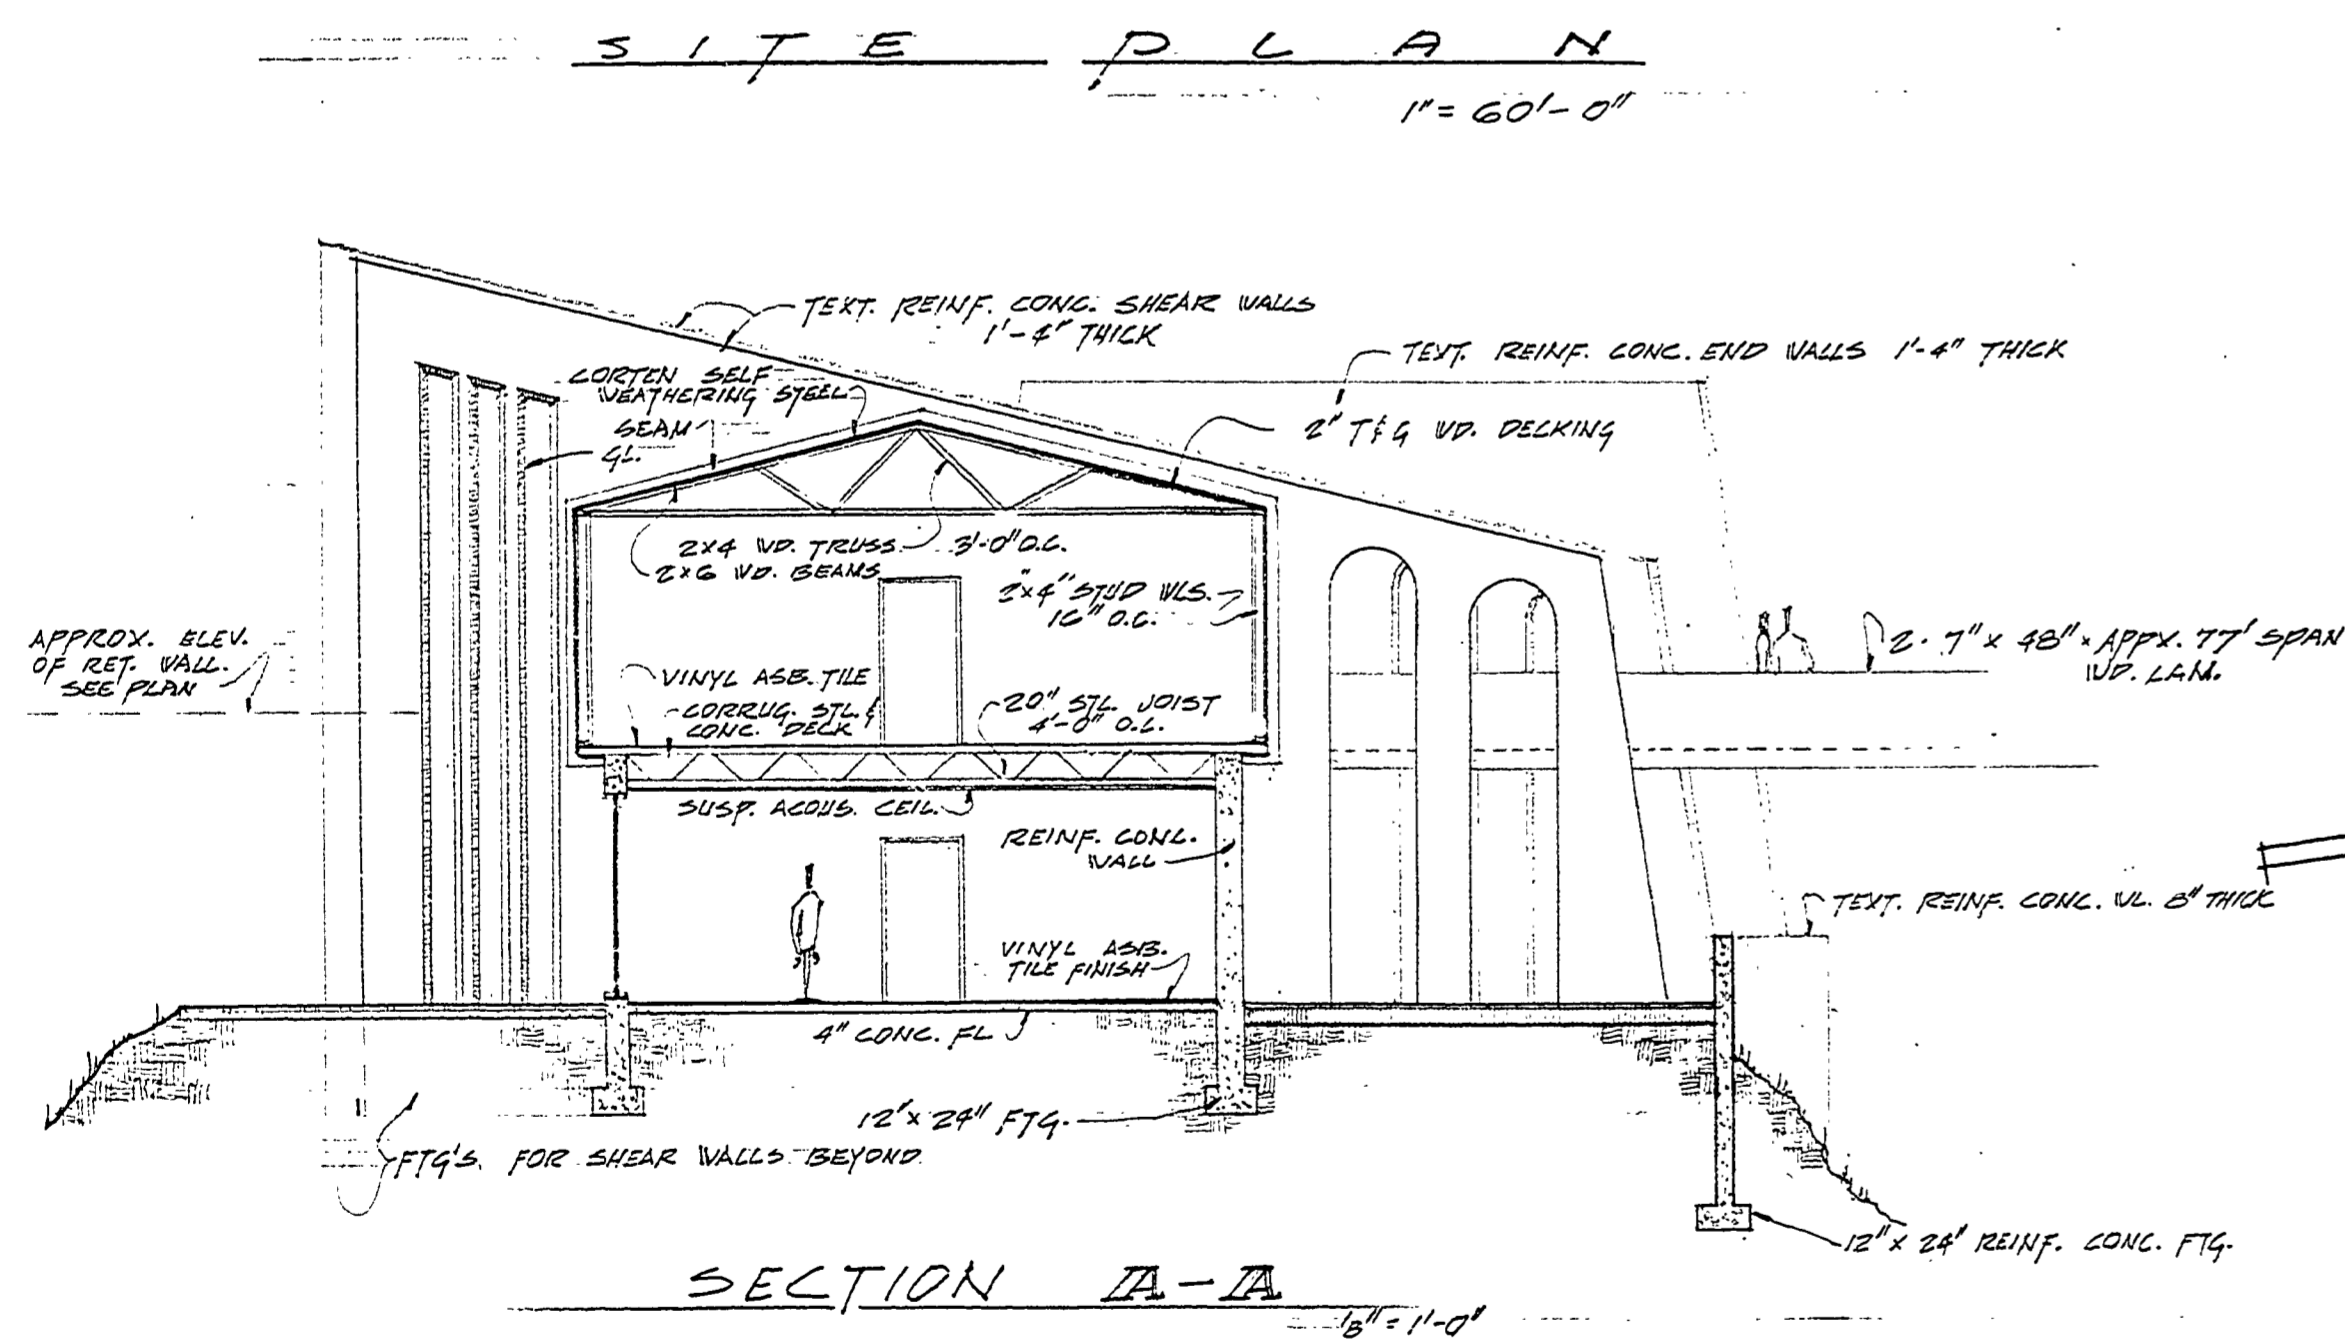 SITE PLAN
1" = 60'-0"
TEXT. REINF. CONC. SHEAR WALLS
1'-4" THICK
TEXT. REINF. CONC. END WALLS 1'-4" THICK
CORTEN SELF
WEATHERING STEEL
SEAM
GL.
2" T&G WD. DECKING
2x4 WD. TRUSS 3'-0" O.C.
2x6 WD. BEAMS
2"x4" STUD WLS.
16" O.C.
APPROX. ELEV.
OF RET. WALL.
SEE PLAN
2-7" x 48" x APPX. 77' SPAN
WD. LAM.
VINYL ASB. TILE
CORRUG. STL. &
CONC. DECK
20" STL. JOIST
4'-0" O.C.
SUSP. ACOUS. CEIL.
REINF. CONC.
WALL
TEXT. REINF. CONC. WL. 8" THICK
VINYL ASB.
TILE FINISH
4" CONC. FL
12" x 24" FTG.
FTG'S. FOR SHEAR WALLS BEYOND
12" x 24" REINF. CONC. FTG.
SECTION A-A
1/8" = 1'-0"